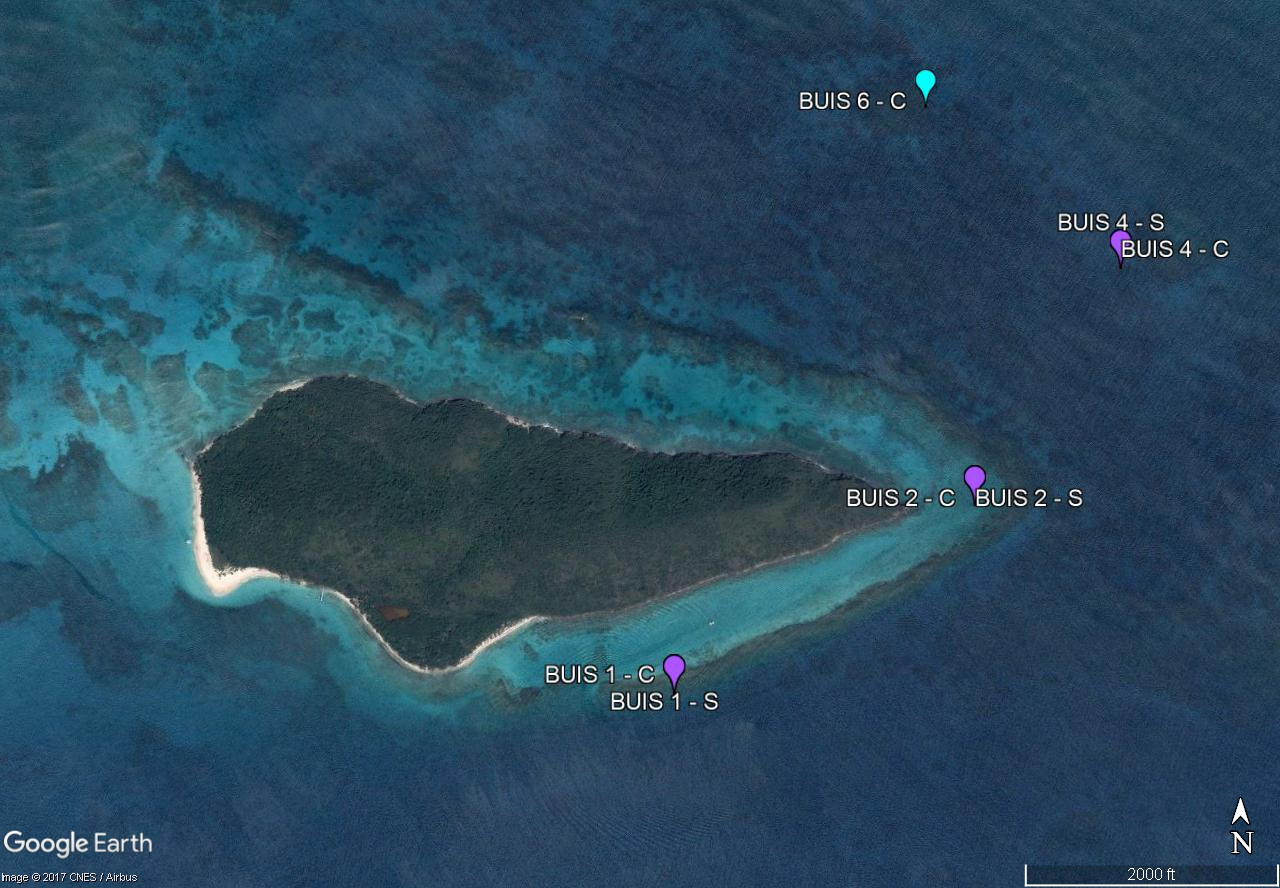 BUIS 6 - C
BUIS 4 - S
BUIS 4 - C
BUIS 2 - C
BUIS 2 - S
BUIS 1 - C
BUIS 1 - S
N
Google Earth
2000 ft
Image © 2017 CNES / Airbus